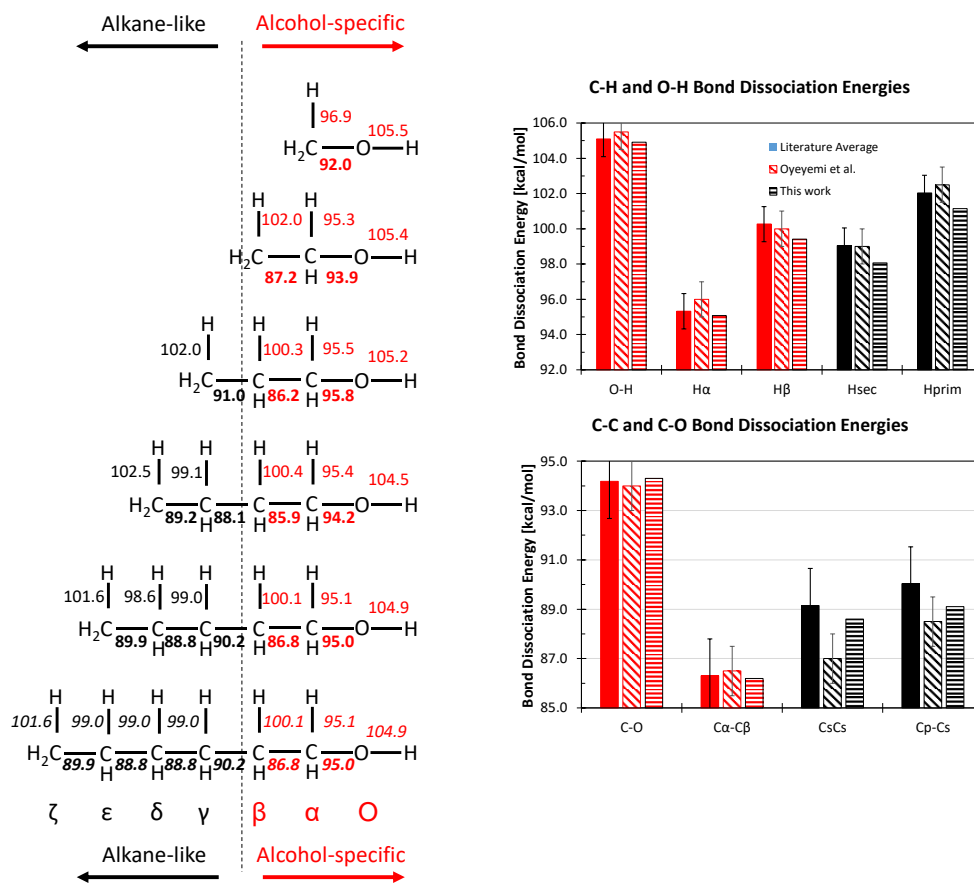 Alkane-like Alcohol-specific
H
96.9
105.5
H2C O H
92.0
H H
102.0 95.3
105.4
H2C C O H
87.2 H 93.9
H H H
102.0 100.3 95.5
105.2
H2C C C O H
91.0 H 86.2 H 95.8
H H H H
102.5 99.1 100.4 95.4
104.5
H2C C C C O H
89.2 H 88.1 H 85.9 H 94.2
H H H H H
101.6 98.6 99.0 100.1 95.1
104.9
H2C C C C C O H
89.9 H 88.8 H 90.2 H 86.8 H 95.0
H H H H H H
101.6 99.0 99.0 99.0 100.1 95.1
104.9
H2C C C C C C O H
89.9 H 88.8 H 88.8 H 90.2 H 86.8 H 95.0
ζ ε δ γ β α O
Alkane-like Alcohol-specific
C-H and O-H Bond Dissociation Energies
Bond Dissociation Energy [kcal/mol]
106.0
104.0
102.0
100.0
98.0
96.0
94.0
92.0
Literature Average
Oyeyemi et al.
This work
O-H Hα Hβ Hsec Hprim
C-C and C-O Bond Dissociation Energies
Bond Dissociation Energy [kcal/mol]
95.0
93.0
91.0
89.0
87.0
85.0
C-O Cα-Cβ CsCs Cp-Cs